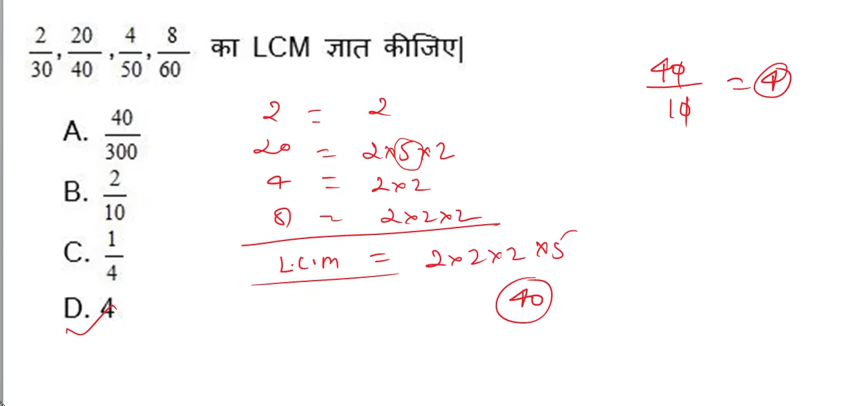 2/30, 20/40, 4/50, 8/60 का LCM ज्ञात कीजिए|
40/10 = 4
A. 40/300
B. 2/10
C. 1/4
D. 4
2 = 2
20 = 2×5×2
4 = 2×2
8 = 2×2×2
L.C.M = 2×2×2×5
40